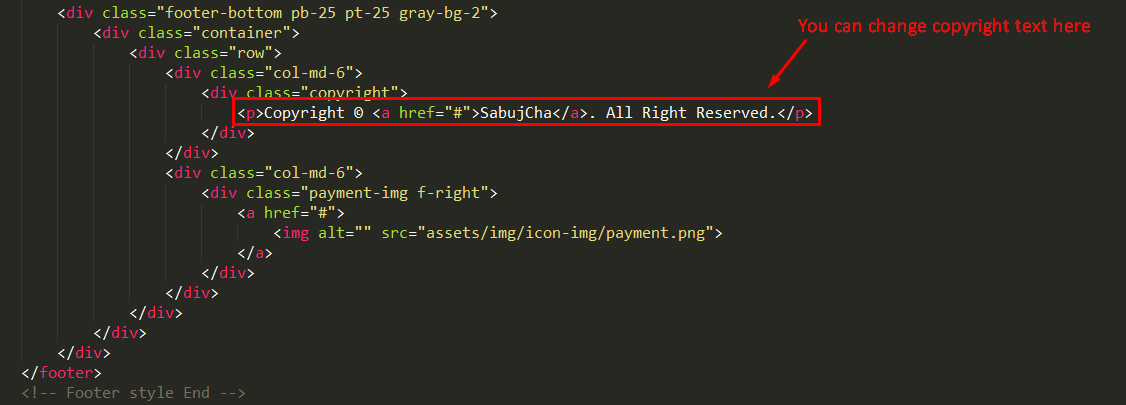 <div class="footer-bottom pb-25 pt-25 gray-bg-2">
You can change copyright text here
<div class="container">
<div class="row">
<div class="col-md-6">
<div class="copyright">
<p>Copyright © <a href="#">SabujCha</a>. All Right Reserved.</p>
</div>
</div>
<div class="col-md-6">
<div class="payment-img f-right">
<a href="#">
<img alt="" src="assets/img/icon-img/payment.png">
</a>
</div>
</div>
</div>
</div>
</div>
</footer>
<!-- Footer style End -->